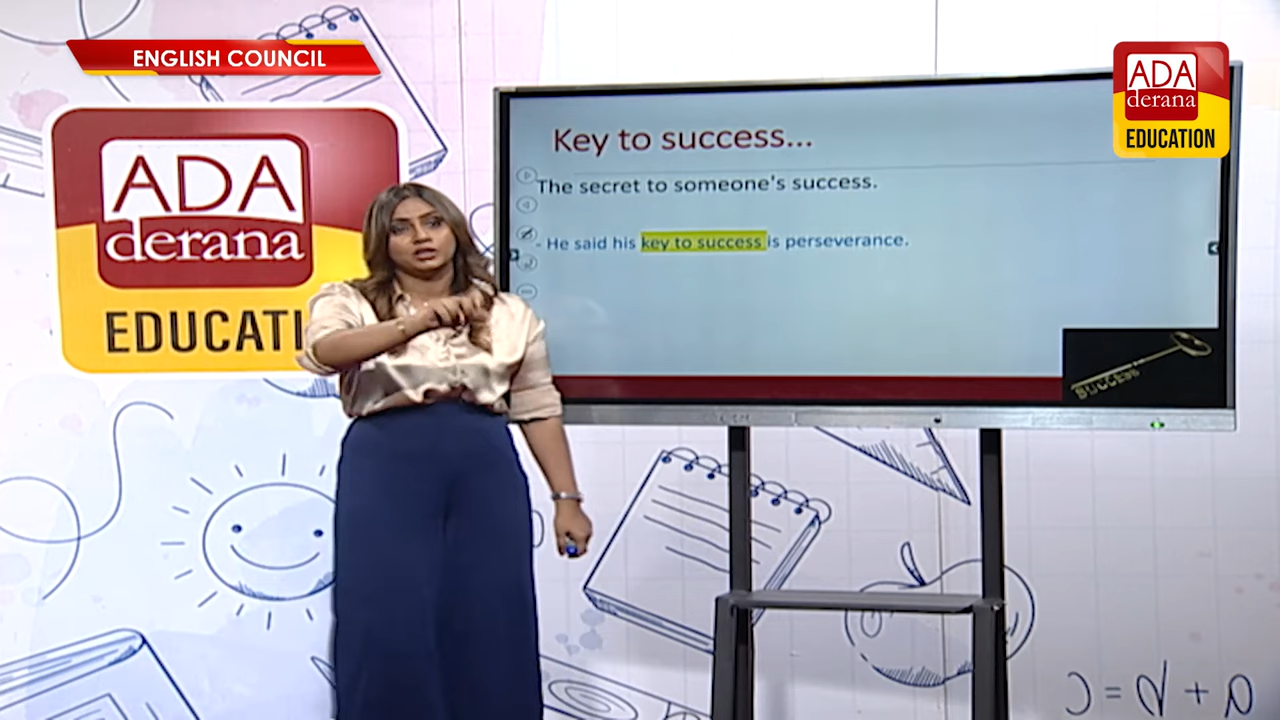 ENGLISH COUNCIL
ADA
derana
EDUCATION
ADA
derana
EDUCATI
Key to success...
The secret to someone's success.
- He said his key to success is perseverance.
SUCCESS